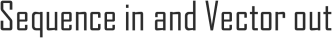 Sequence in and Vector out